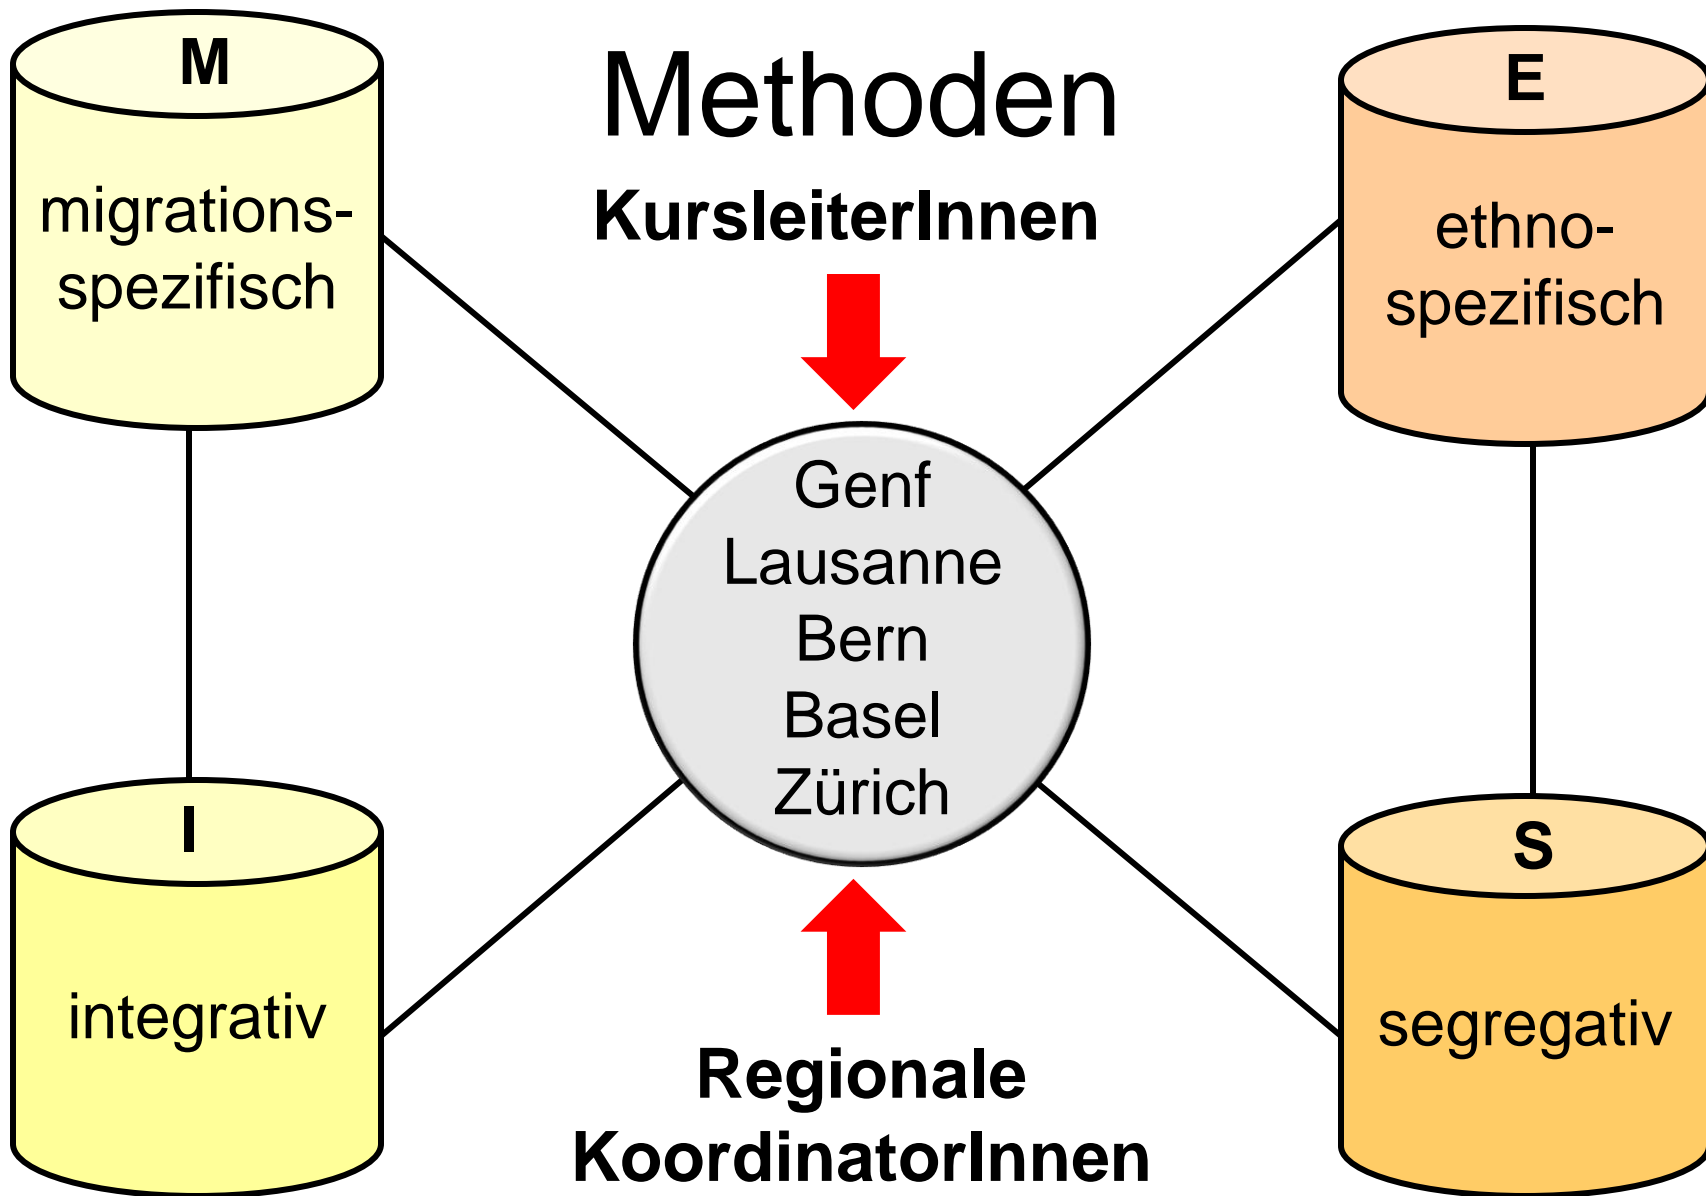 Methoden
KursleiterInnen
M
migrations-
spezifisch
E
ethno-
spezifisch
Genf
Lausanne
Bern
Basel
Zürich
I
integrativ
S
segregativ
Regionale
KoordinatorInnen